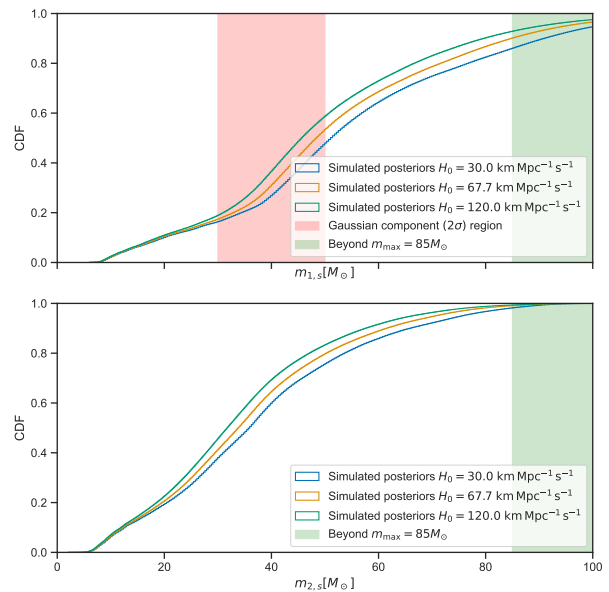 1.0
0.8
0.6
0.4
0.2
0.0
CDF
Simulated posteriors H₀ = 30.0 km Mpc⁻¹ s⁻¹
Simulated posteriors H₀ = 67.7 km Mpc⁻¹ s⁻¹
Simulated posteriors H₀ = 120.0 km Mpc⁻¹ s⁻¹
Gaussian component (2σ) region
Beyond m_max = 85M_⊙
20 40 60 80 100
m_{1,s}[M_⊙]
1.0
0.8
0.6
0.4
0.2
0.0
CDF
Simulated posteriors H₀ = 30.0 km Mpc⁻¹ s⁻¹
Simulated posteriors H₀ = 67.7 km Mpc⁻¹ s⁻¹
Simulated posteriors H₀ = 120.0 km Mpc⁻¹ s⁻¹
Beyond m_max = 85M_⊙
0 20 40 60 80 100
m_{2,s}[M_⊙]